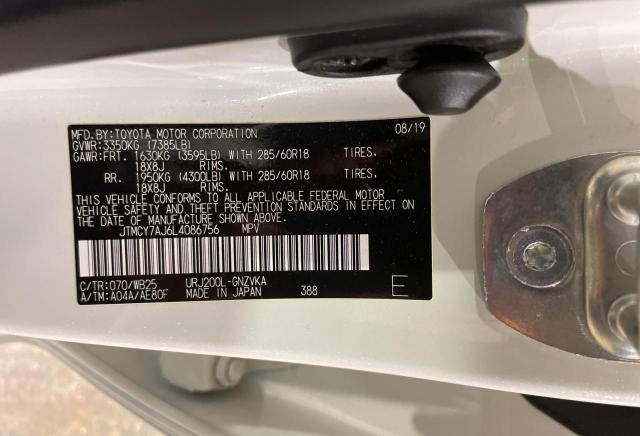 MFD.BY:TOYOTA MOTOR CORPORATION 08/19
GVWR:3350KG (7385LB)
GAWR:FRT. 1630KG (3595LB) WITH 285/60R18 TIRES.
18X8J RIMS.
RR. 1950KG (4300LB) WITH 285/60R18 TIRES.
18X8J RIMS.
THIS VEHICLE CONFORMS TO ALL APPLICABLE FEDERAL MOTOR
VEHICLE SAFETY AND THEFT PREVENTION STANDARDS IN EFFECT ON
THE DATE OF MANUFACTURE SHOWN ABOVE.
JTMCY7AJ6L4086756 MPV
C/TR:070/WB25 URJ200L-GNZVKA
A/TM:A04A/AE80F MADE IN JAPAN 388 E